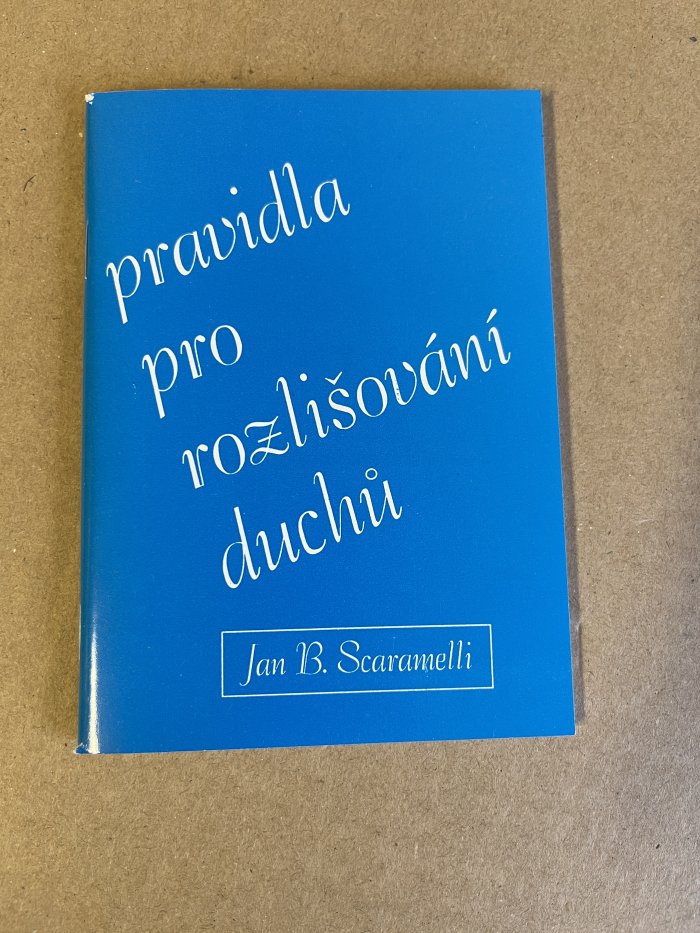 pravidla
pro
rozlišování
duchů
Jan B. Scaramelli